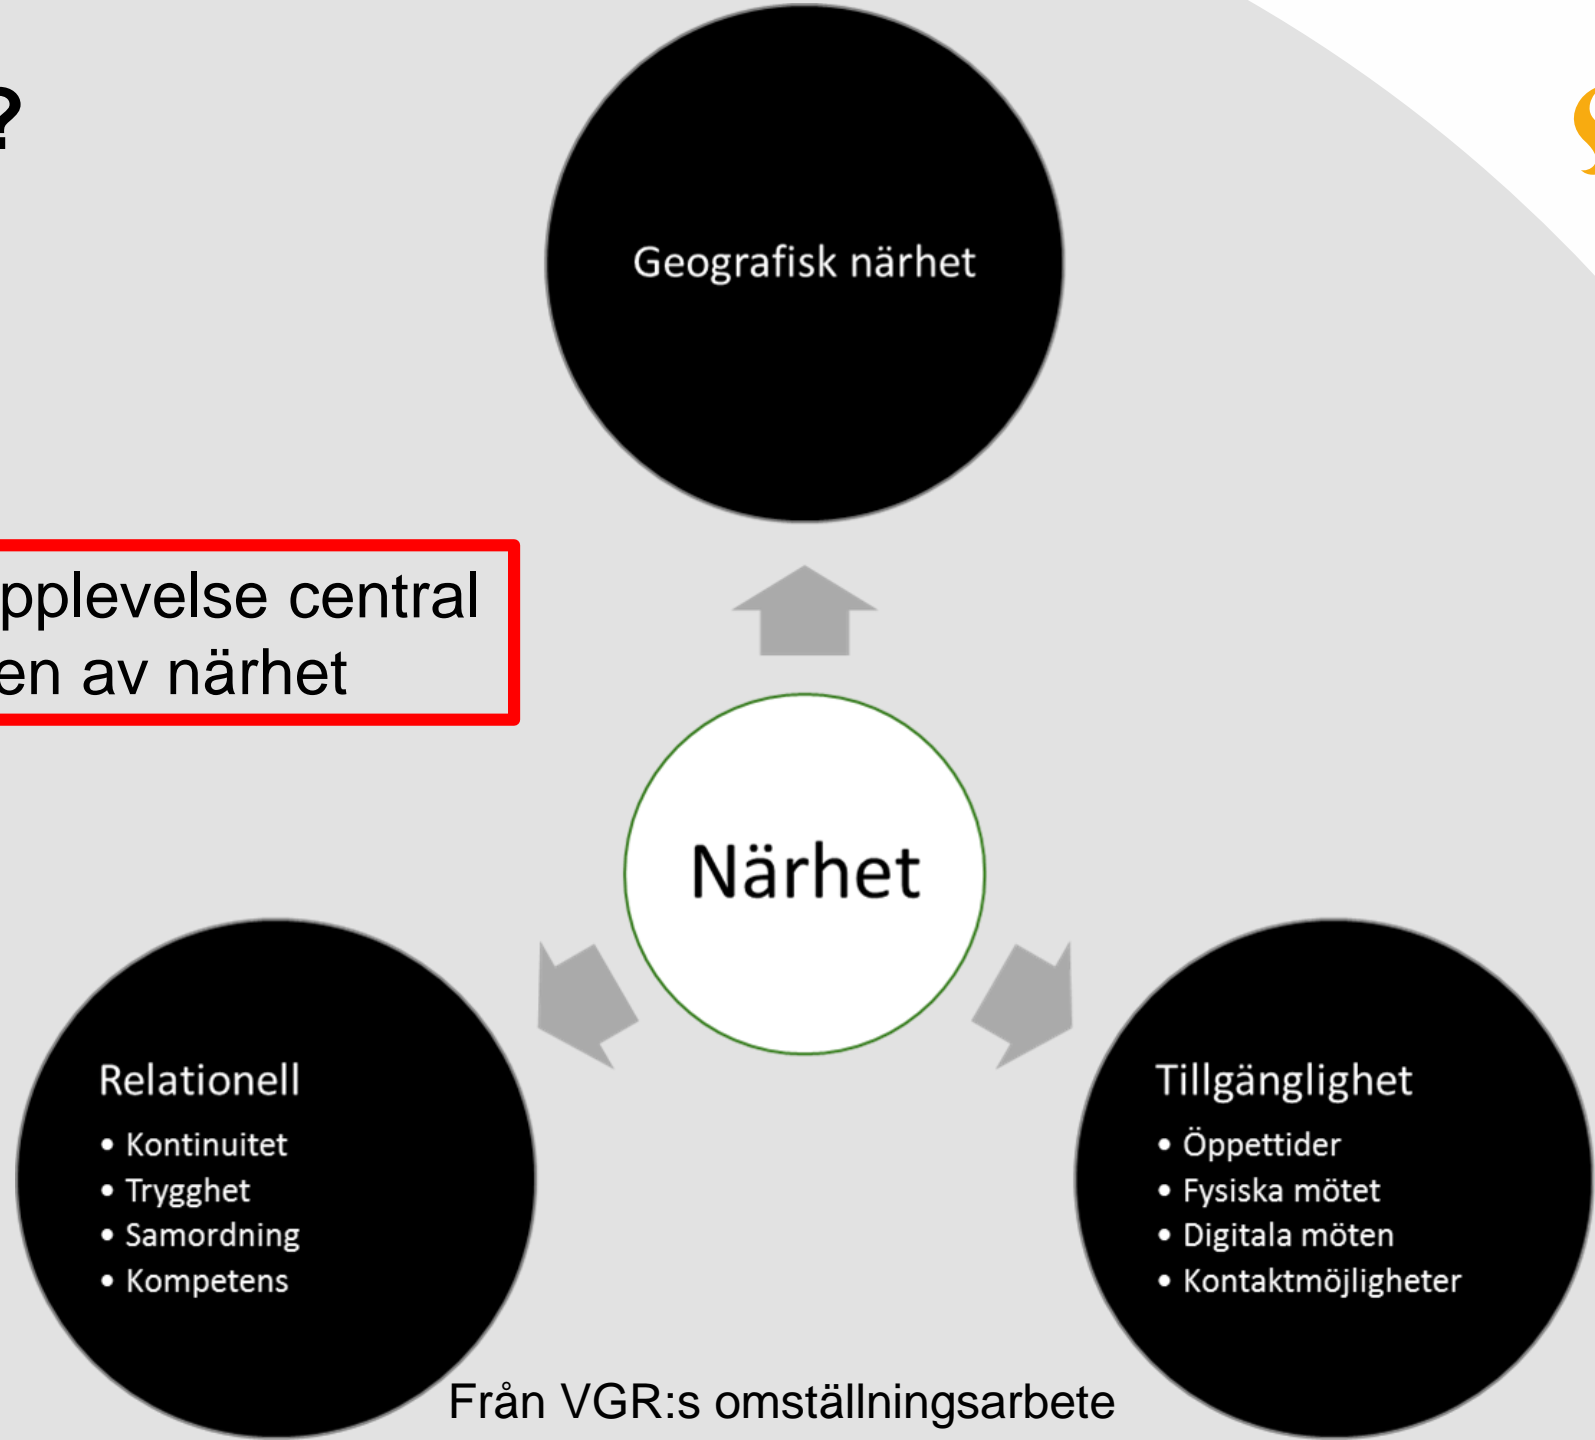 ?
Geografisk närhet
pplevelse central
en av närhet
Närhet
Relationell
• Kontinuitet
• Trygghet
• Samordning
• Kompetens
Tillgänglighet
• Öppettider
• Fysiska mötet
• Digitala möten
• Kontaktmöjligheter
Från VGR:s omställningsarbete